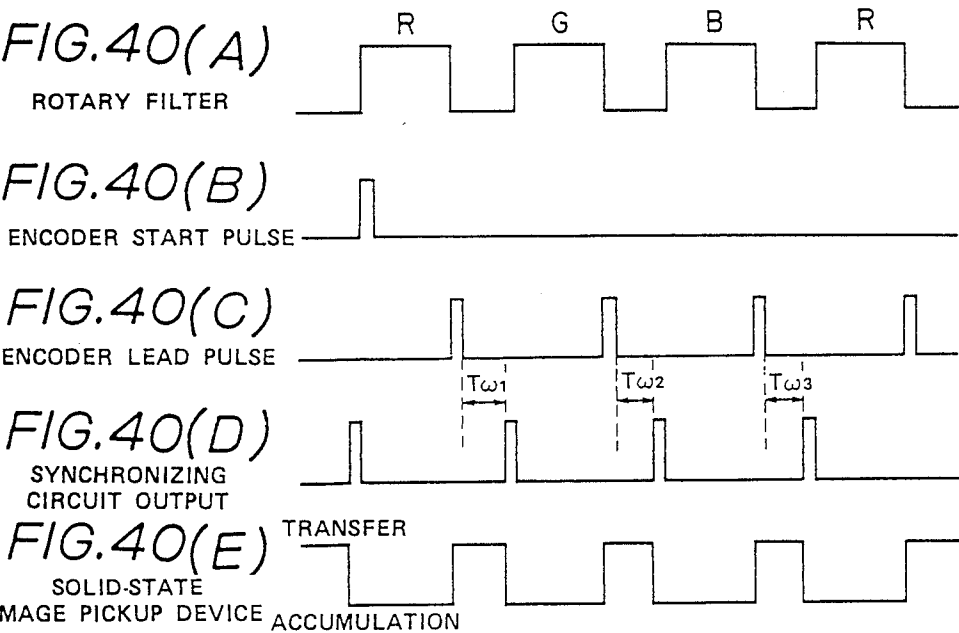 R G B R
FIG.40(A)
ROTARY FILTER
FIG.40(B)
ENCODER START PULSE
FIG.40(C)
ENCODER LEAD PULSE
Tω1 Tω2 Tω3
FIG.40(D)
SYNCHRONIZING
CIRCUIT OUTPUT
TRANSFER
FIG.40(E)
SOLID-STATE
MAGE PICKUP DEVICE
ACCUMULATION